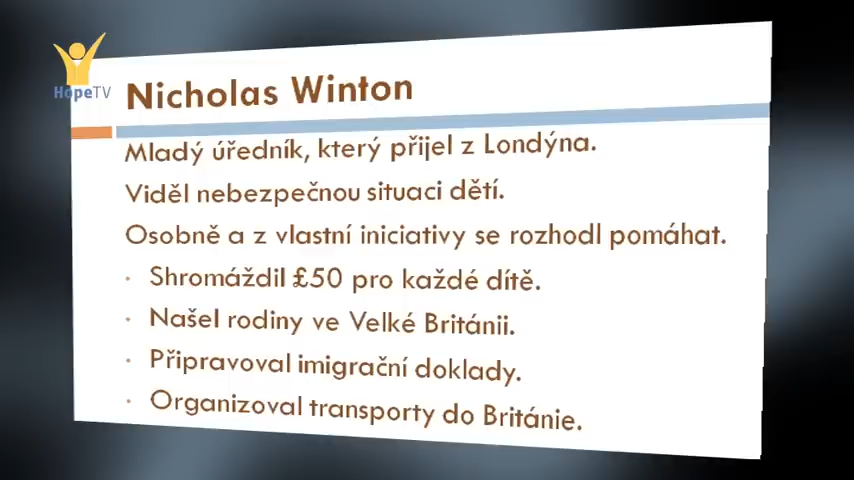 HopeTV
Nicholas Winton
Mladý úředník, který přijel z Londýna.
Viděl nebezpečnou situaci dětí.
Osobně a z vlastní iniciativy se rozhodl pomáhat.
· Shromáždil £50 pro každé dítě.
· Našel rodiny ve Velké Británii.
· Připravoval imigrační doklady.
· Organizoval transporty do Británie.